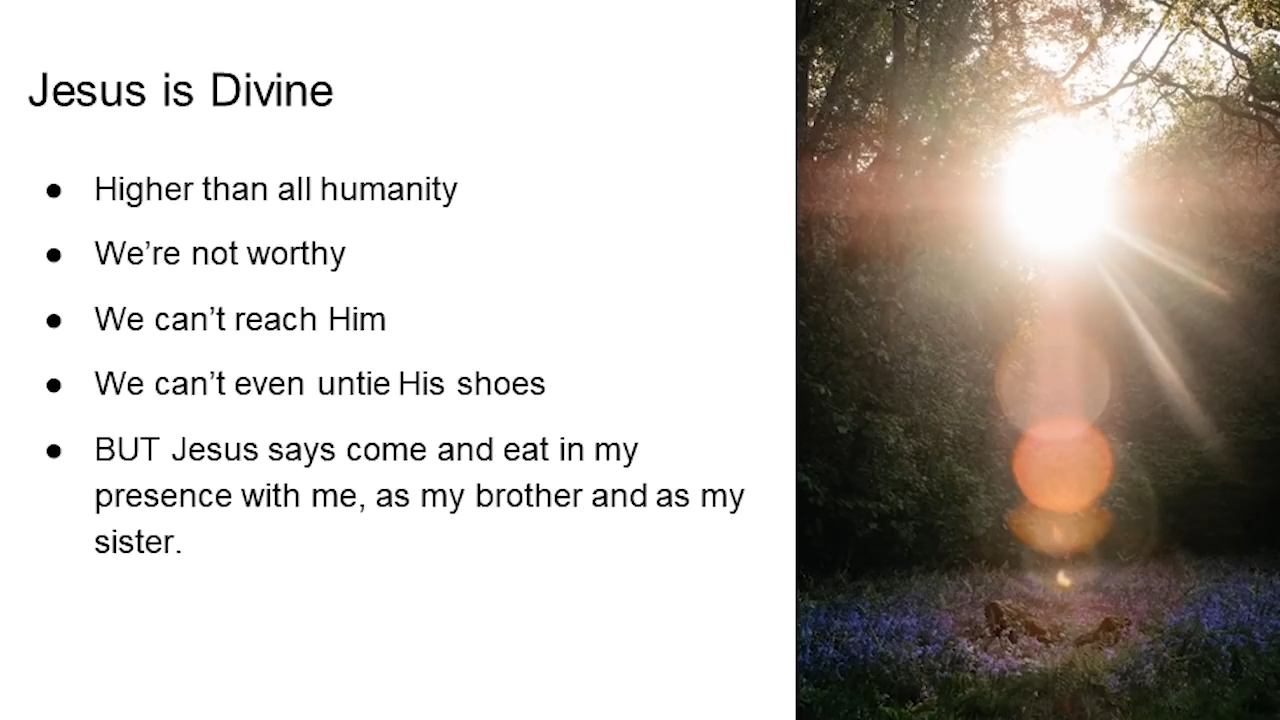 Jesus is Divine
● Higher than all humanity
● We’re not worthy
● We can’t reach Him
● We can’t even untie His shoes
● BUT Jesus says come and eat in my
presence with me, as my brother and as my
sister.